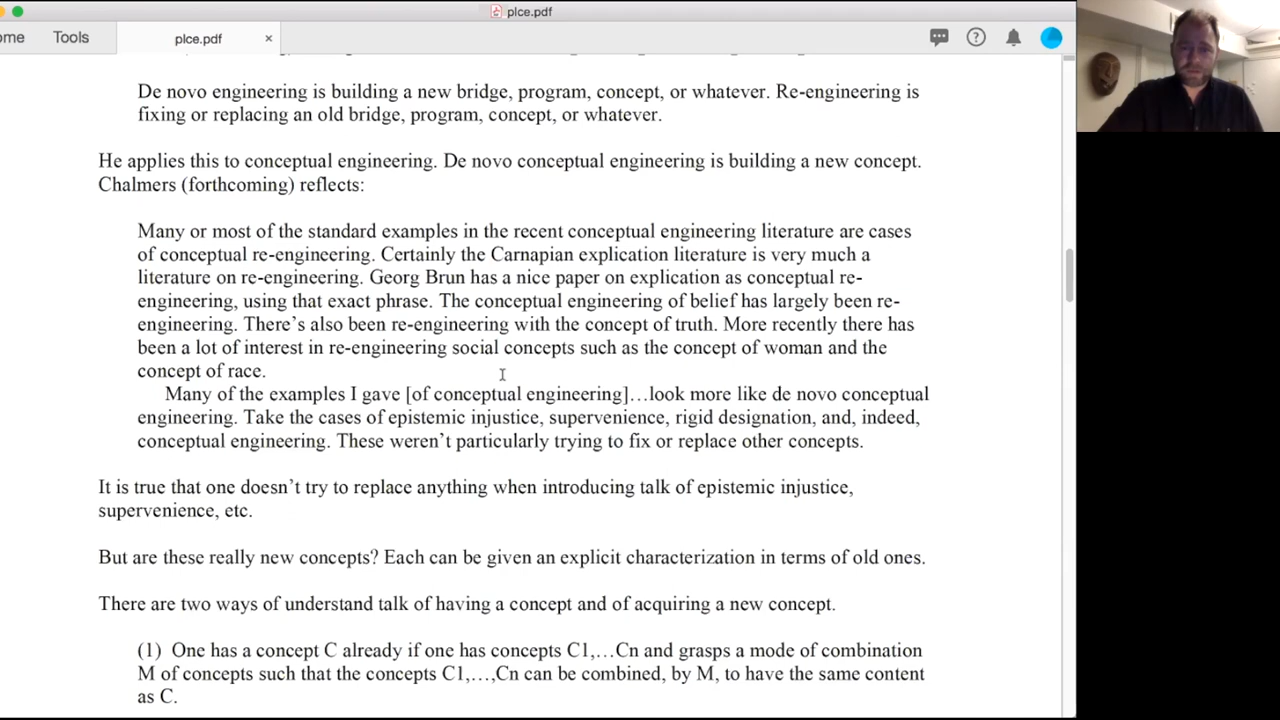 plce.pdf
ome Tools plce.pdf ×
De novo engineering is building a new bridge, program, concept, or whatever. Re-engineering is
fixing or replacing an old bridge, program, concept, or whatever.
He applies this to conceptual engineering. De novo conceptual engineering is building a new concept.
Chalmers (forthcoming) reflects:
Many or most of the standard examples in the recent conceptual engineering literature are cases
of conceptual re-engineering. Certainly the Carnapian explication literature is very much a
literature on re-engineering. Georg Brun has a nice paper on explication as conceptual re-
engineering, using that exact phrase. The conceptual engineering of belief has largely been re-
engineering. There’s also been re-engineering with the concept of truth. More recently there has
been a lot of interest in re-engineering social concepts such as the concept of woman and the
concept of race.
Many of the examples I gave [of conceptual engineering]…look more like de novo conceptual
engineering. Take the cases of epistemic injustice, supervenience, rigid designation, and, indeed,
conceptual engineering. These weren’t particularly trying to fix or replace other concepts.
It is true that one doesn’t try to replace anything when introducing talk of epistemic injustice,
supervenience, etc.
But are these really new concepts? Each can be given an explicit characterization in terms of old ones.
There are two ways of understand talk of having a concept and of acquiring a new concept.
(1) One has a concept C already if one has concepts C1,…Cn and grasps a mode of combination
M of concepts such that the concepts C1,…,Cn can be combined, by M, to have the same content
as C.